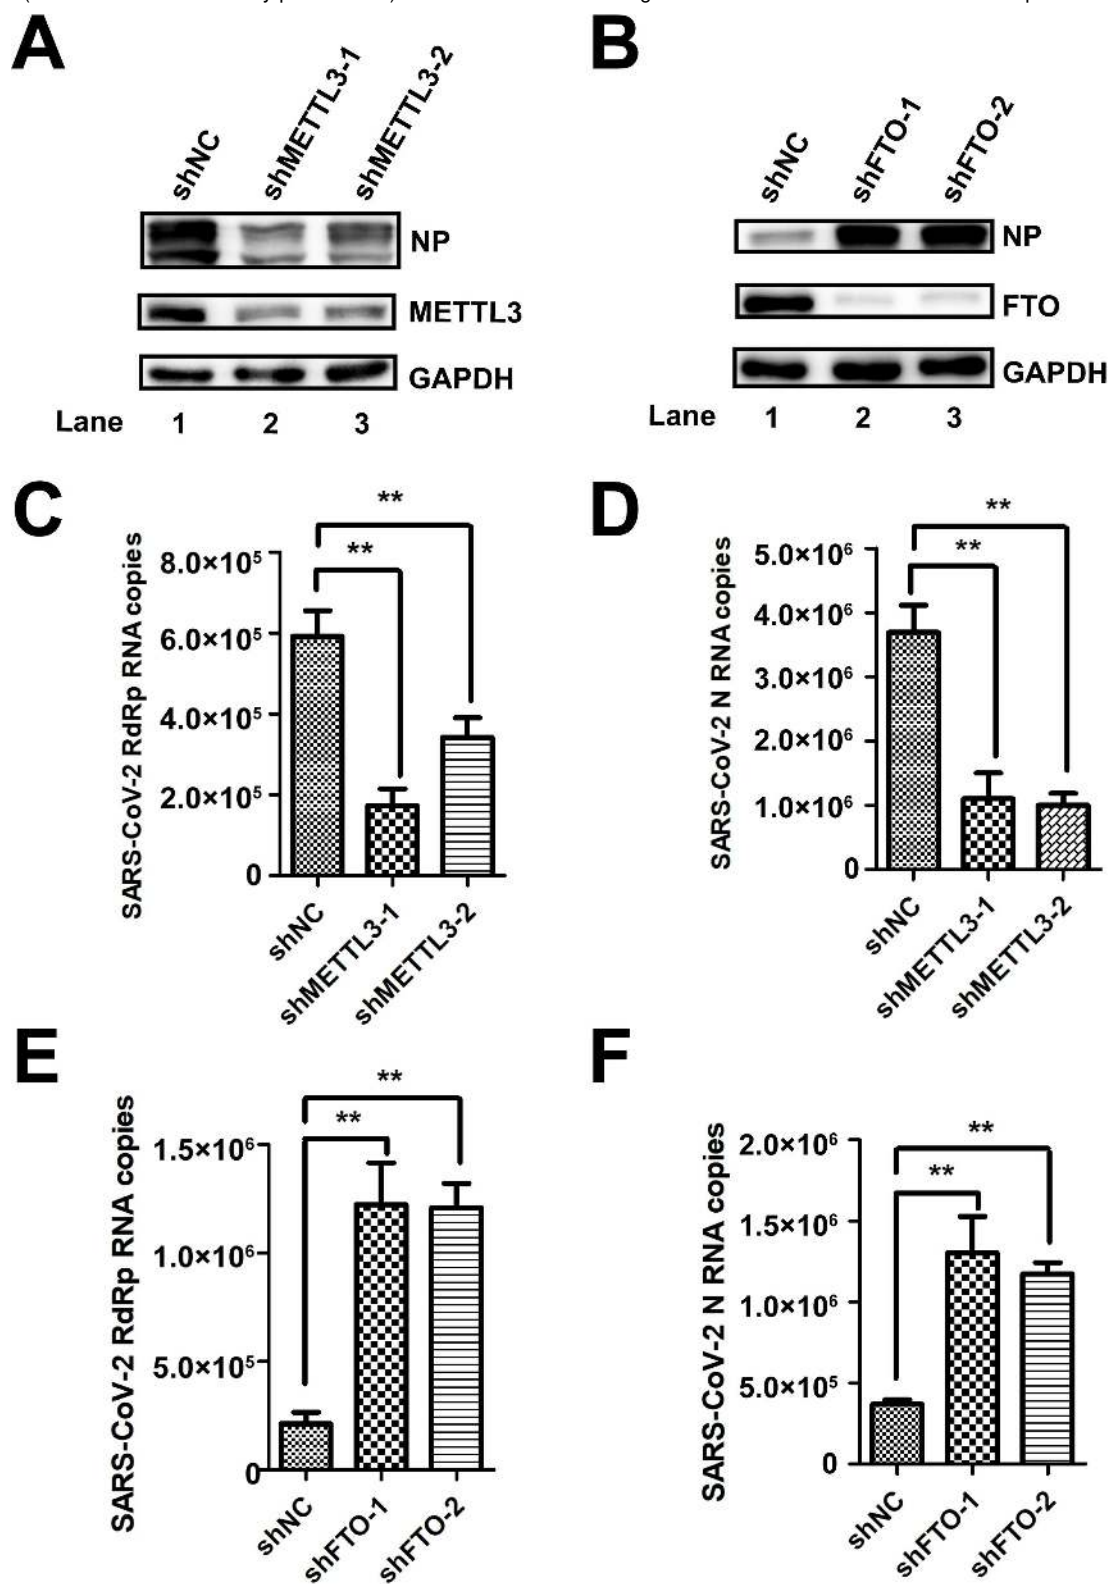 A
shNC
shMETTL3-1
shMETTL3-2
NP
METTL3
GAPDH
Lane 1 2 3
B
shNC
shFTO-1
shFTO-2
NP
FTO
GAPDH
Lane 1 2 3
C
SARS-CoV-2 RdRp RNA copies
**
**
8.0×10⁵
6.0×10⁵
4.0×10⁵
2.0×10⁵
0
shNC
shMETTL3-1
shMETTL3-2
D
SARS-CoV-2 N RNA copies
**
**
5.0×10⁶
4.0×10⁶
3.0×10⁶
2.0×10⁶
1.0×10⁶
0
shNC
shMETTL3-1
shMETTL3-2
E
SARS-CoV-2 RdRp RNA copies
**
**
1.5×10⁶
1.0×10⁶
5.0×10⁵
0
shNC
shFTO-1
shFTO-2
F
SARS-CoV-2 N RNA copies
**
**
2.0×10⁶
1.5×10⁶
1.0×10⁶
5.0×10⁵
0
shNC
shFTO-1
shFTO-2